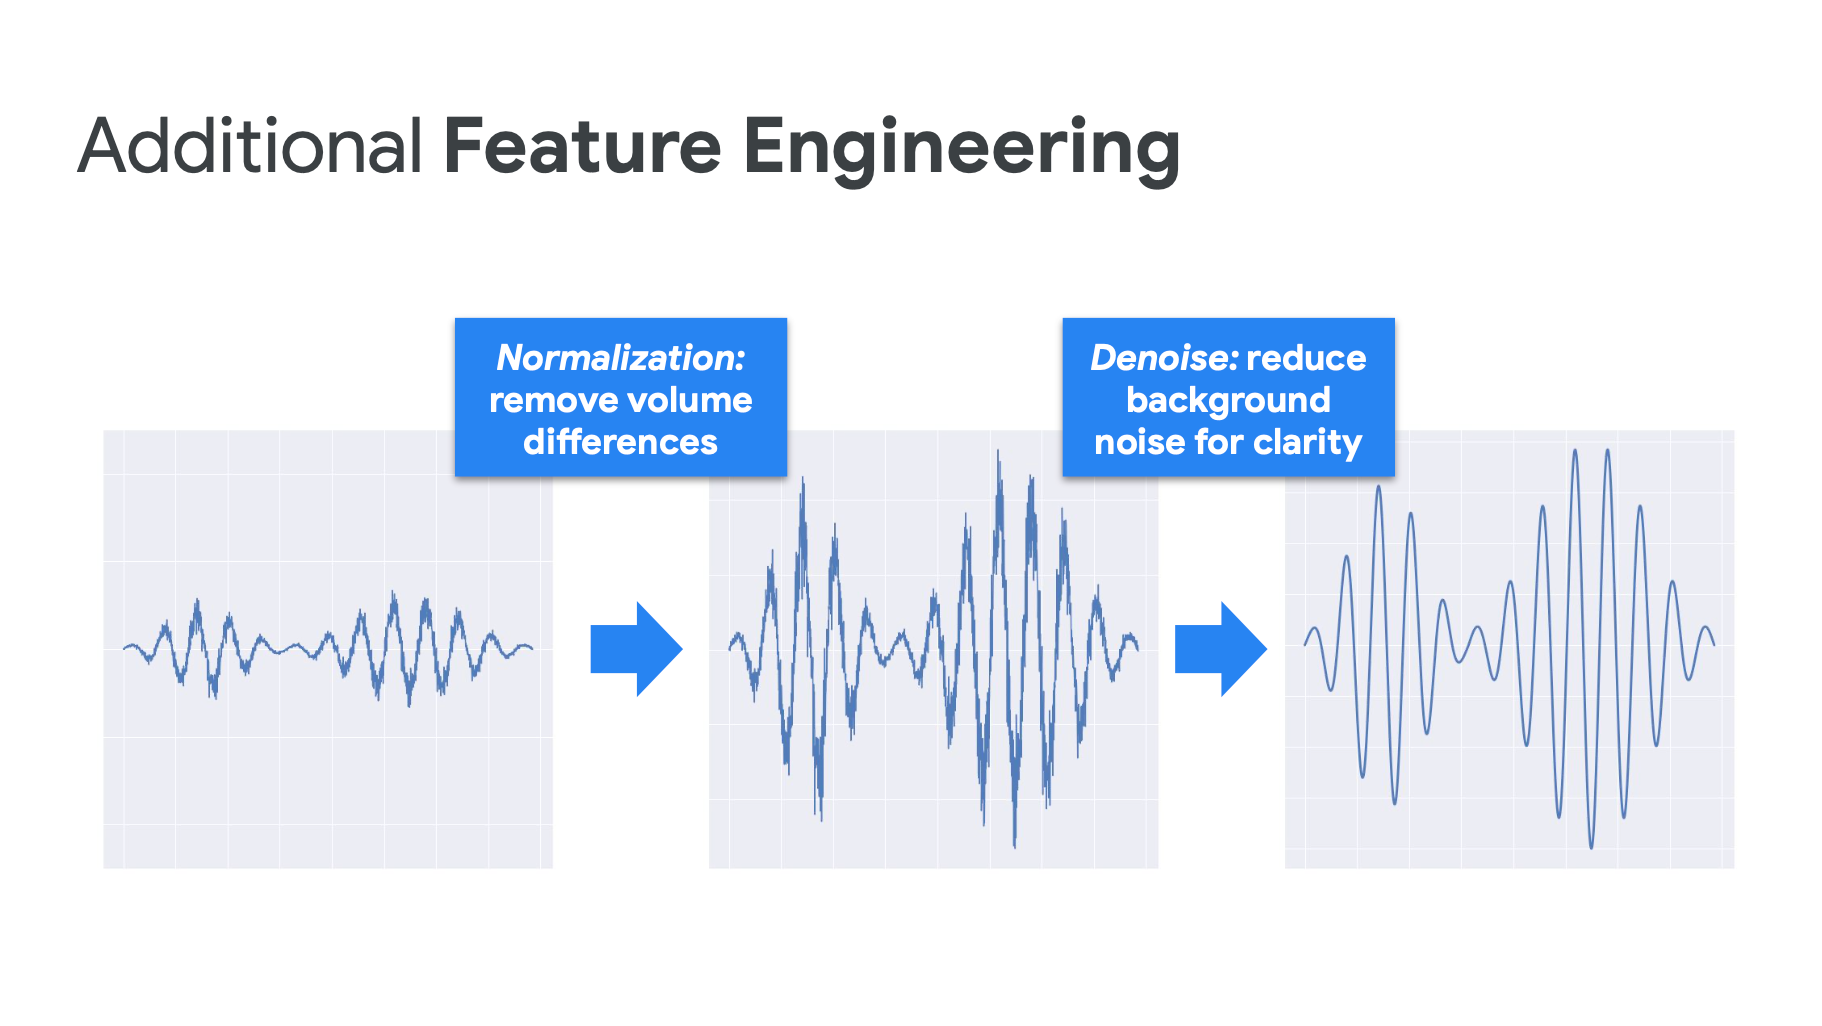 Additional Feature Engineering
Normalization:
remove volume
differences
Denoise: reduce
background
noise for clarity